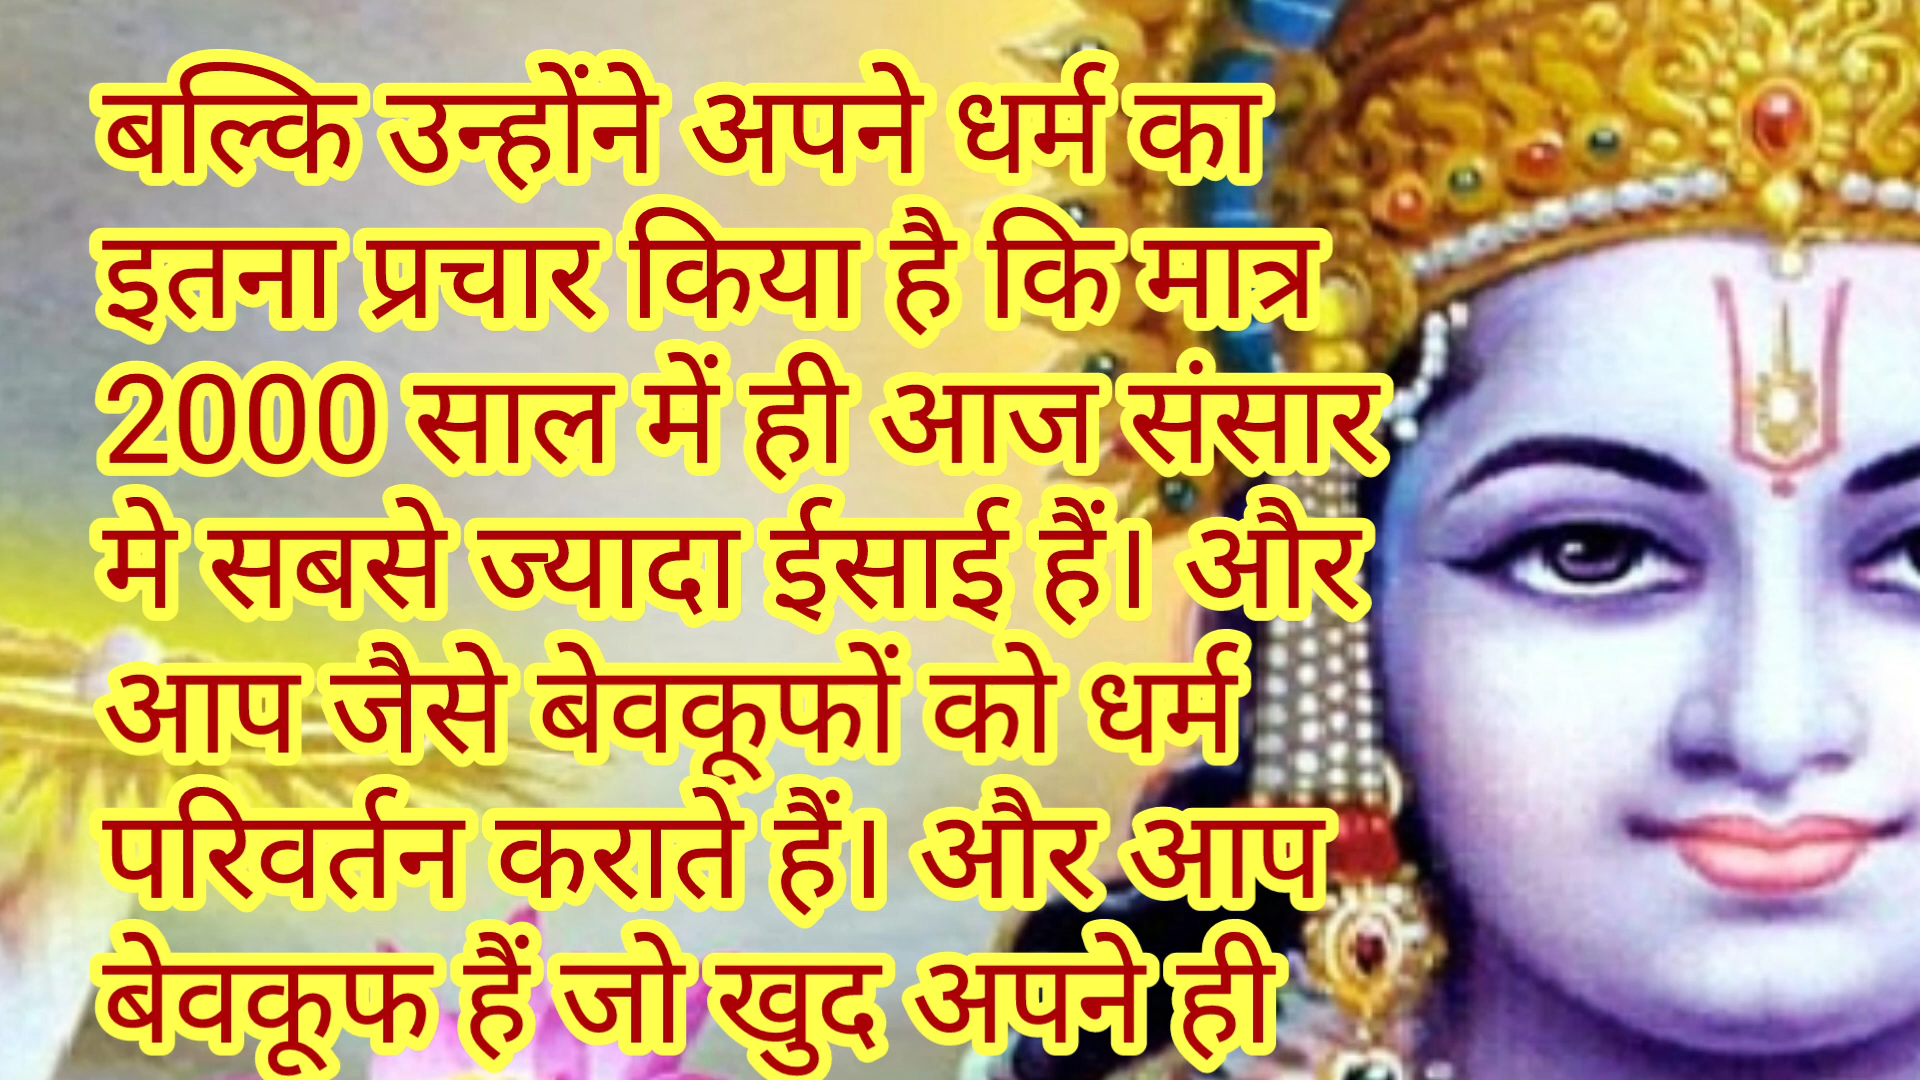 बल्कि उन्होंने अपने धर्म का
इतना प्रचार किया है कि मात्र
2000 साल में ही आज संसार
मे सबसे ज्यादा ईसाई हैं। और
आप जैसे बेवकूफों को धर्म
परिवर्तन कराते हैं। और आप
बेवकूफ हैं जो खुद अपने ही